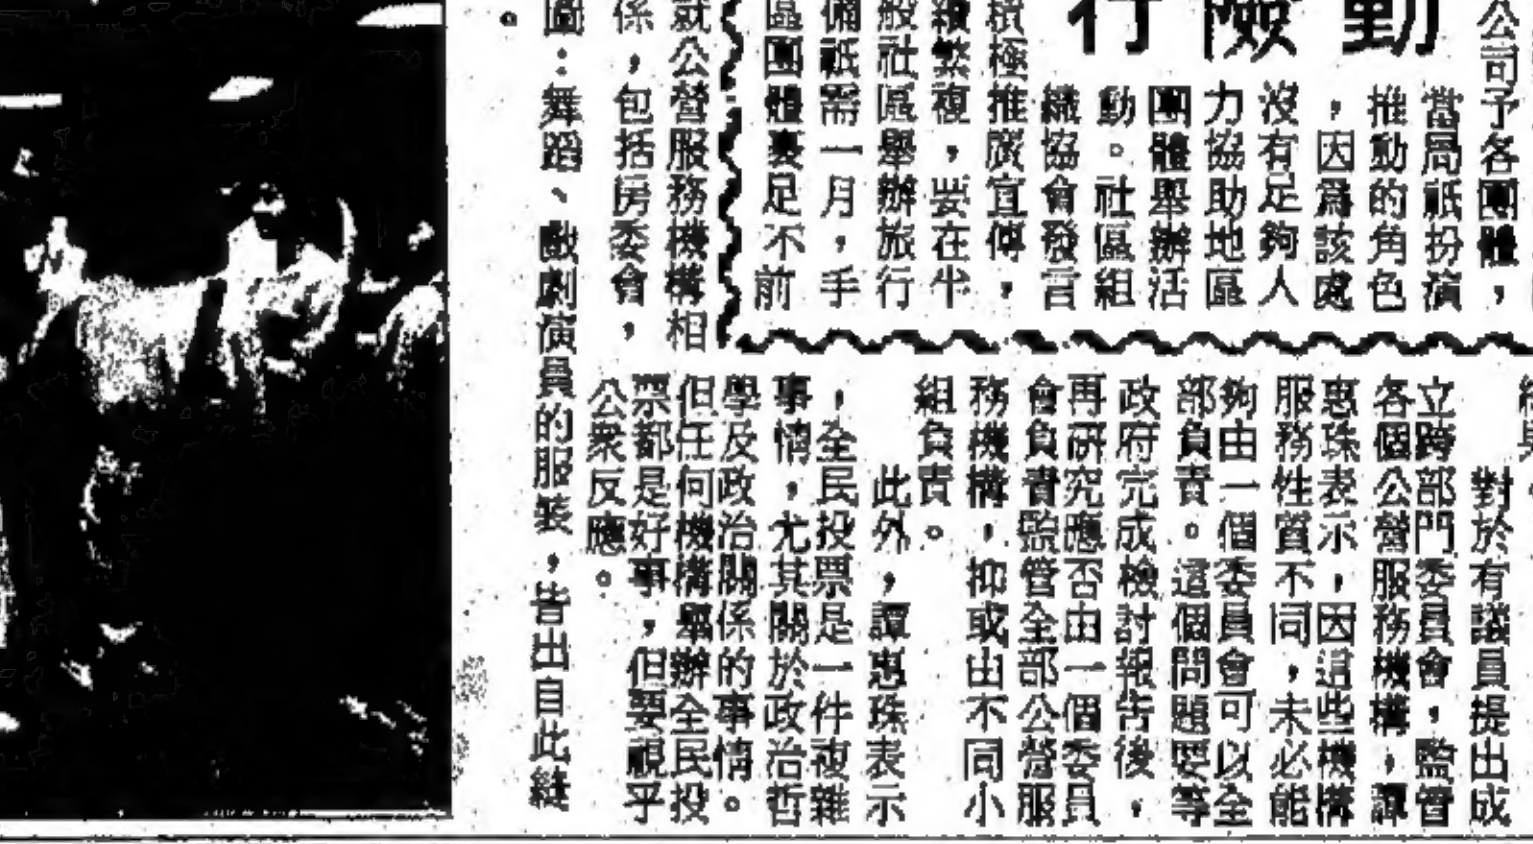 動
險
行
公司予各團體，
當局祇扮演
推動的角色
，因爲該處
沒有足夠人
力協助地區
團體舉辦活
動。社區組
織協會發言
積極推廣宣傳，
繁複，要在半
般社區舉辦旅行
備祇需一月，手
區團體要足不前
就公營服務機構相
係，包括房委會，
對於有議員提出成
立跨部門委員會，監管
各個公營服務機構，譚
惠珠表示，因這些機構
服務性質不同，未必能
夠由一個委員會可以全
部負責。這個問題要等
政府完成檢討報告後，
再研究應否由一個委員
會負責監管全部公營服
務機構，抑或由不同小
組負責。
此外，譚惠珠表示
，全民投票是一件複雜
事情，尤其關於政治哲
學及政治關係的事情。
但任何機構舉辦全民投
票都是好事，但要視乎
公衆反應。
圖：舞蹈、戲劇演員的服裝，皆出自此縫
。